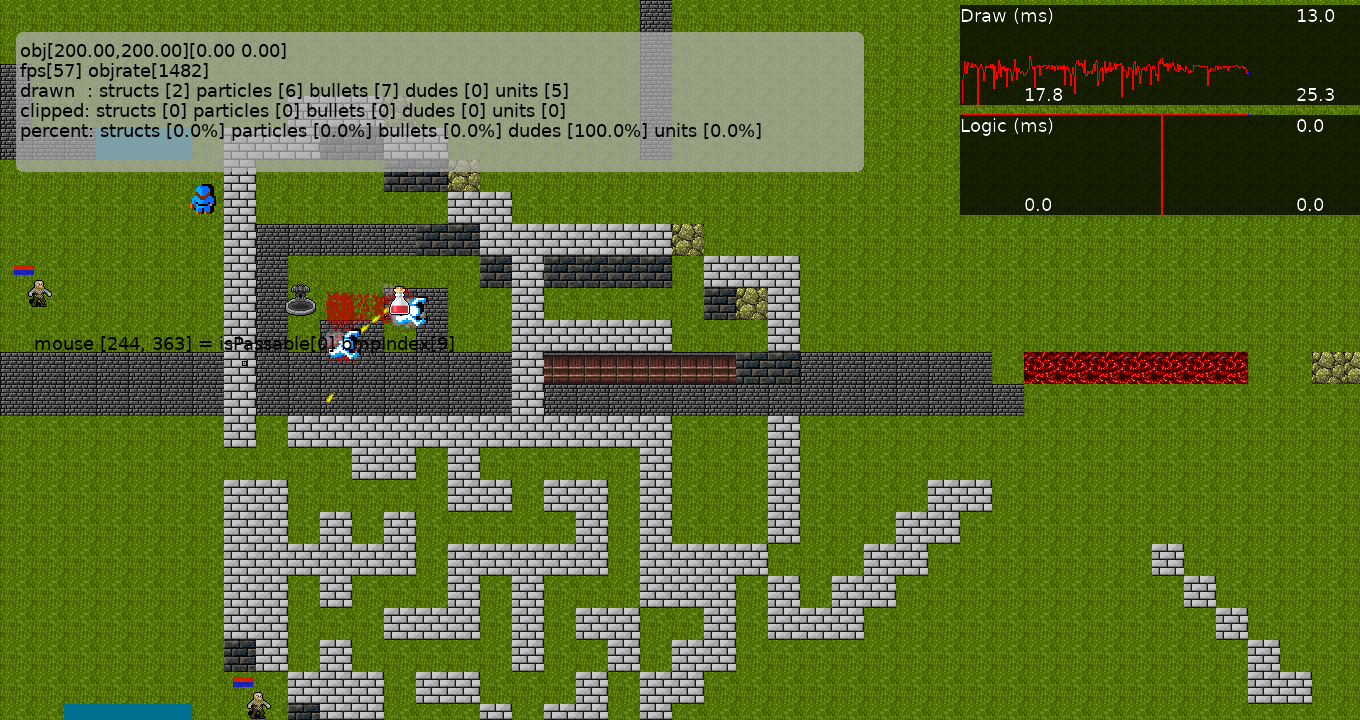 obj[200.00,200.00][0.00 0.00]
fps[57] objrate[1482]
drawn  : structs [2] particles [6] bullets [7] dudes [0] units [5]
clipped: structs [0] particles [0] bullets [0] dudes [0] units [0]
percent: structs [0.0%] particles [0.0%] bullets [0.0%] dudes [100.0%] units [0.0%]
Draw (ms) 13.0
17.8 25.3
Logic (ms) 0.0
0.0 0.0
mouse [244, 363] = isPassable[0]